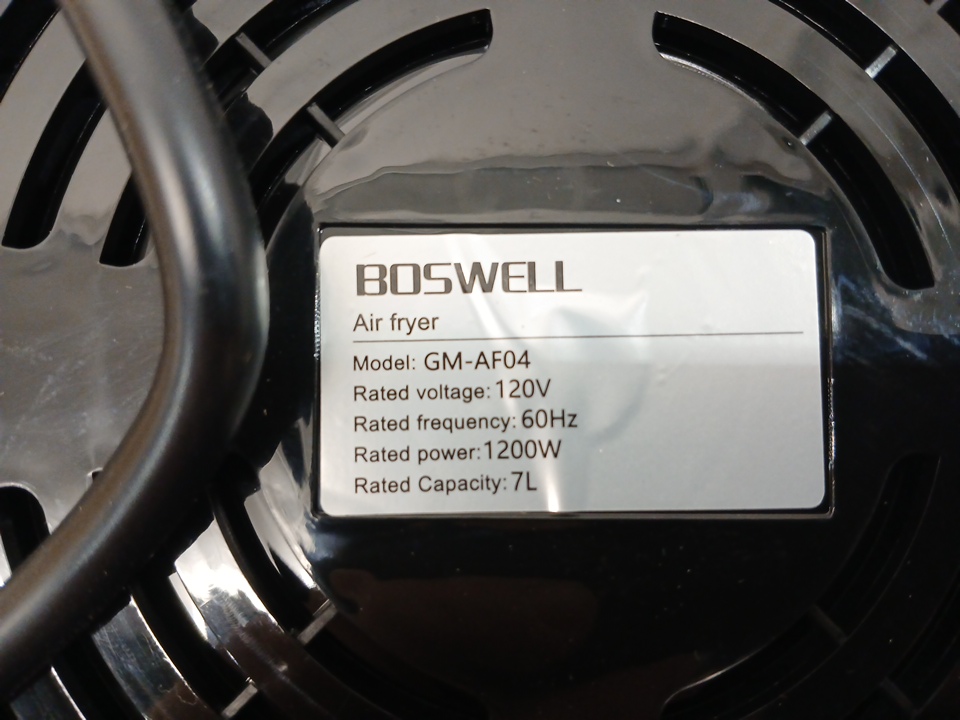 BOSWELL
Air fryer
Model: GM-AF04
Rated voltage: 120V
Rated frequency: 60Hz
Rated power: 1200W
Rated Capacity: 7L